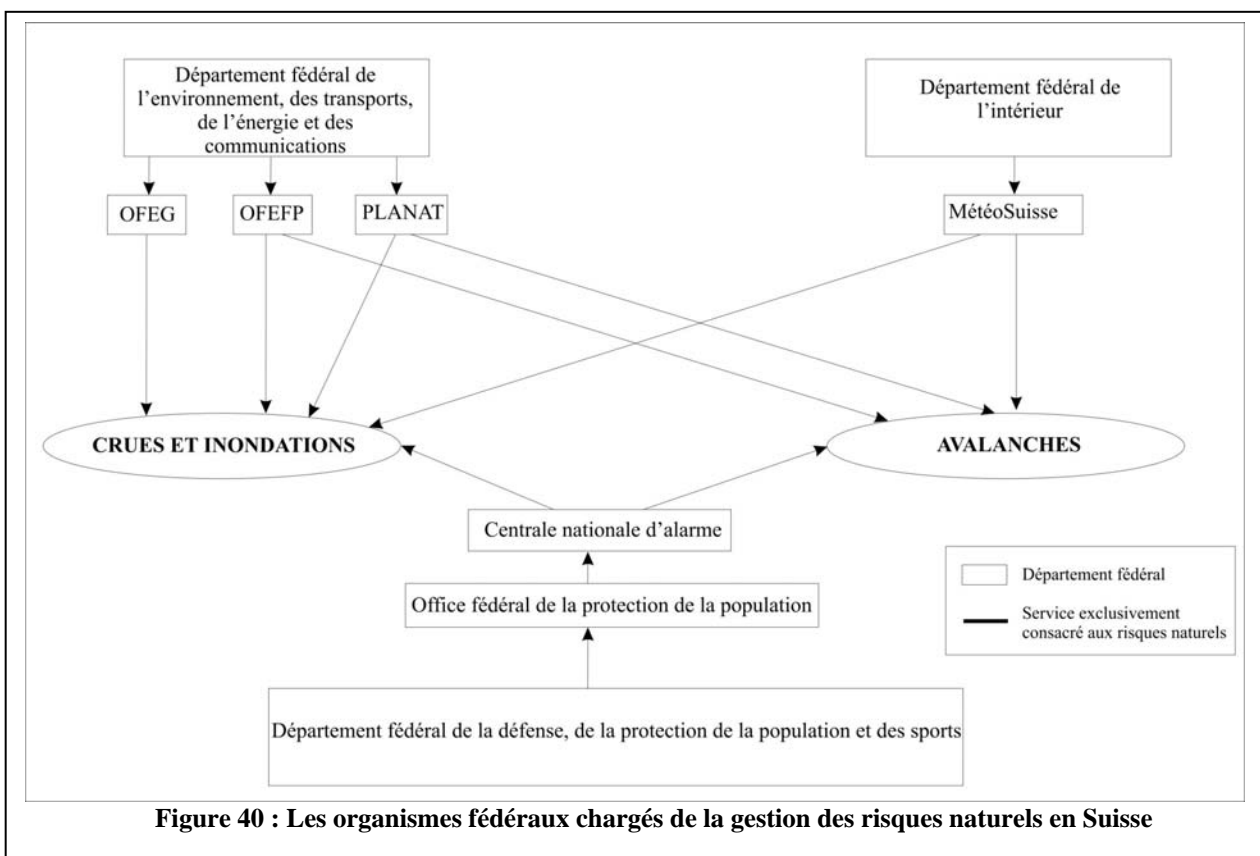 Département fédéral de
l'environnement, des transports,
de l'énergie et des
communications
Département fédéral de
l'intérieur
OFEG
OFEFP
PLANAT
MétéoSuisse
CRUES ET INONDATIONS
AVALANCHES
Centrale nationale d'alarme
Office fédéral de la protection de la population
Département fédéral
Service exclusivement
consacré aux risques naturels
Département fédéral de la défense, de la protection de la population et des sports
Figure 40 : Les organismes fédéraux chargés de la gestion des risques naturels en Suisse